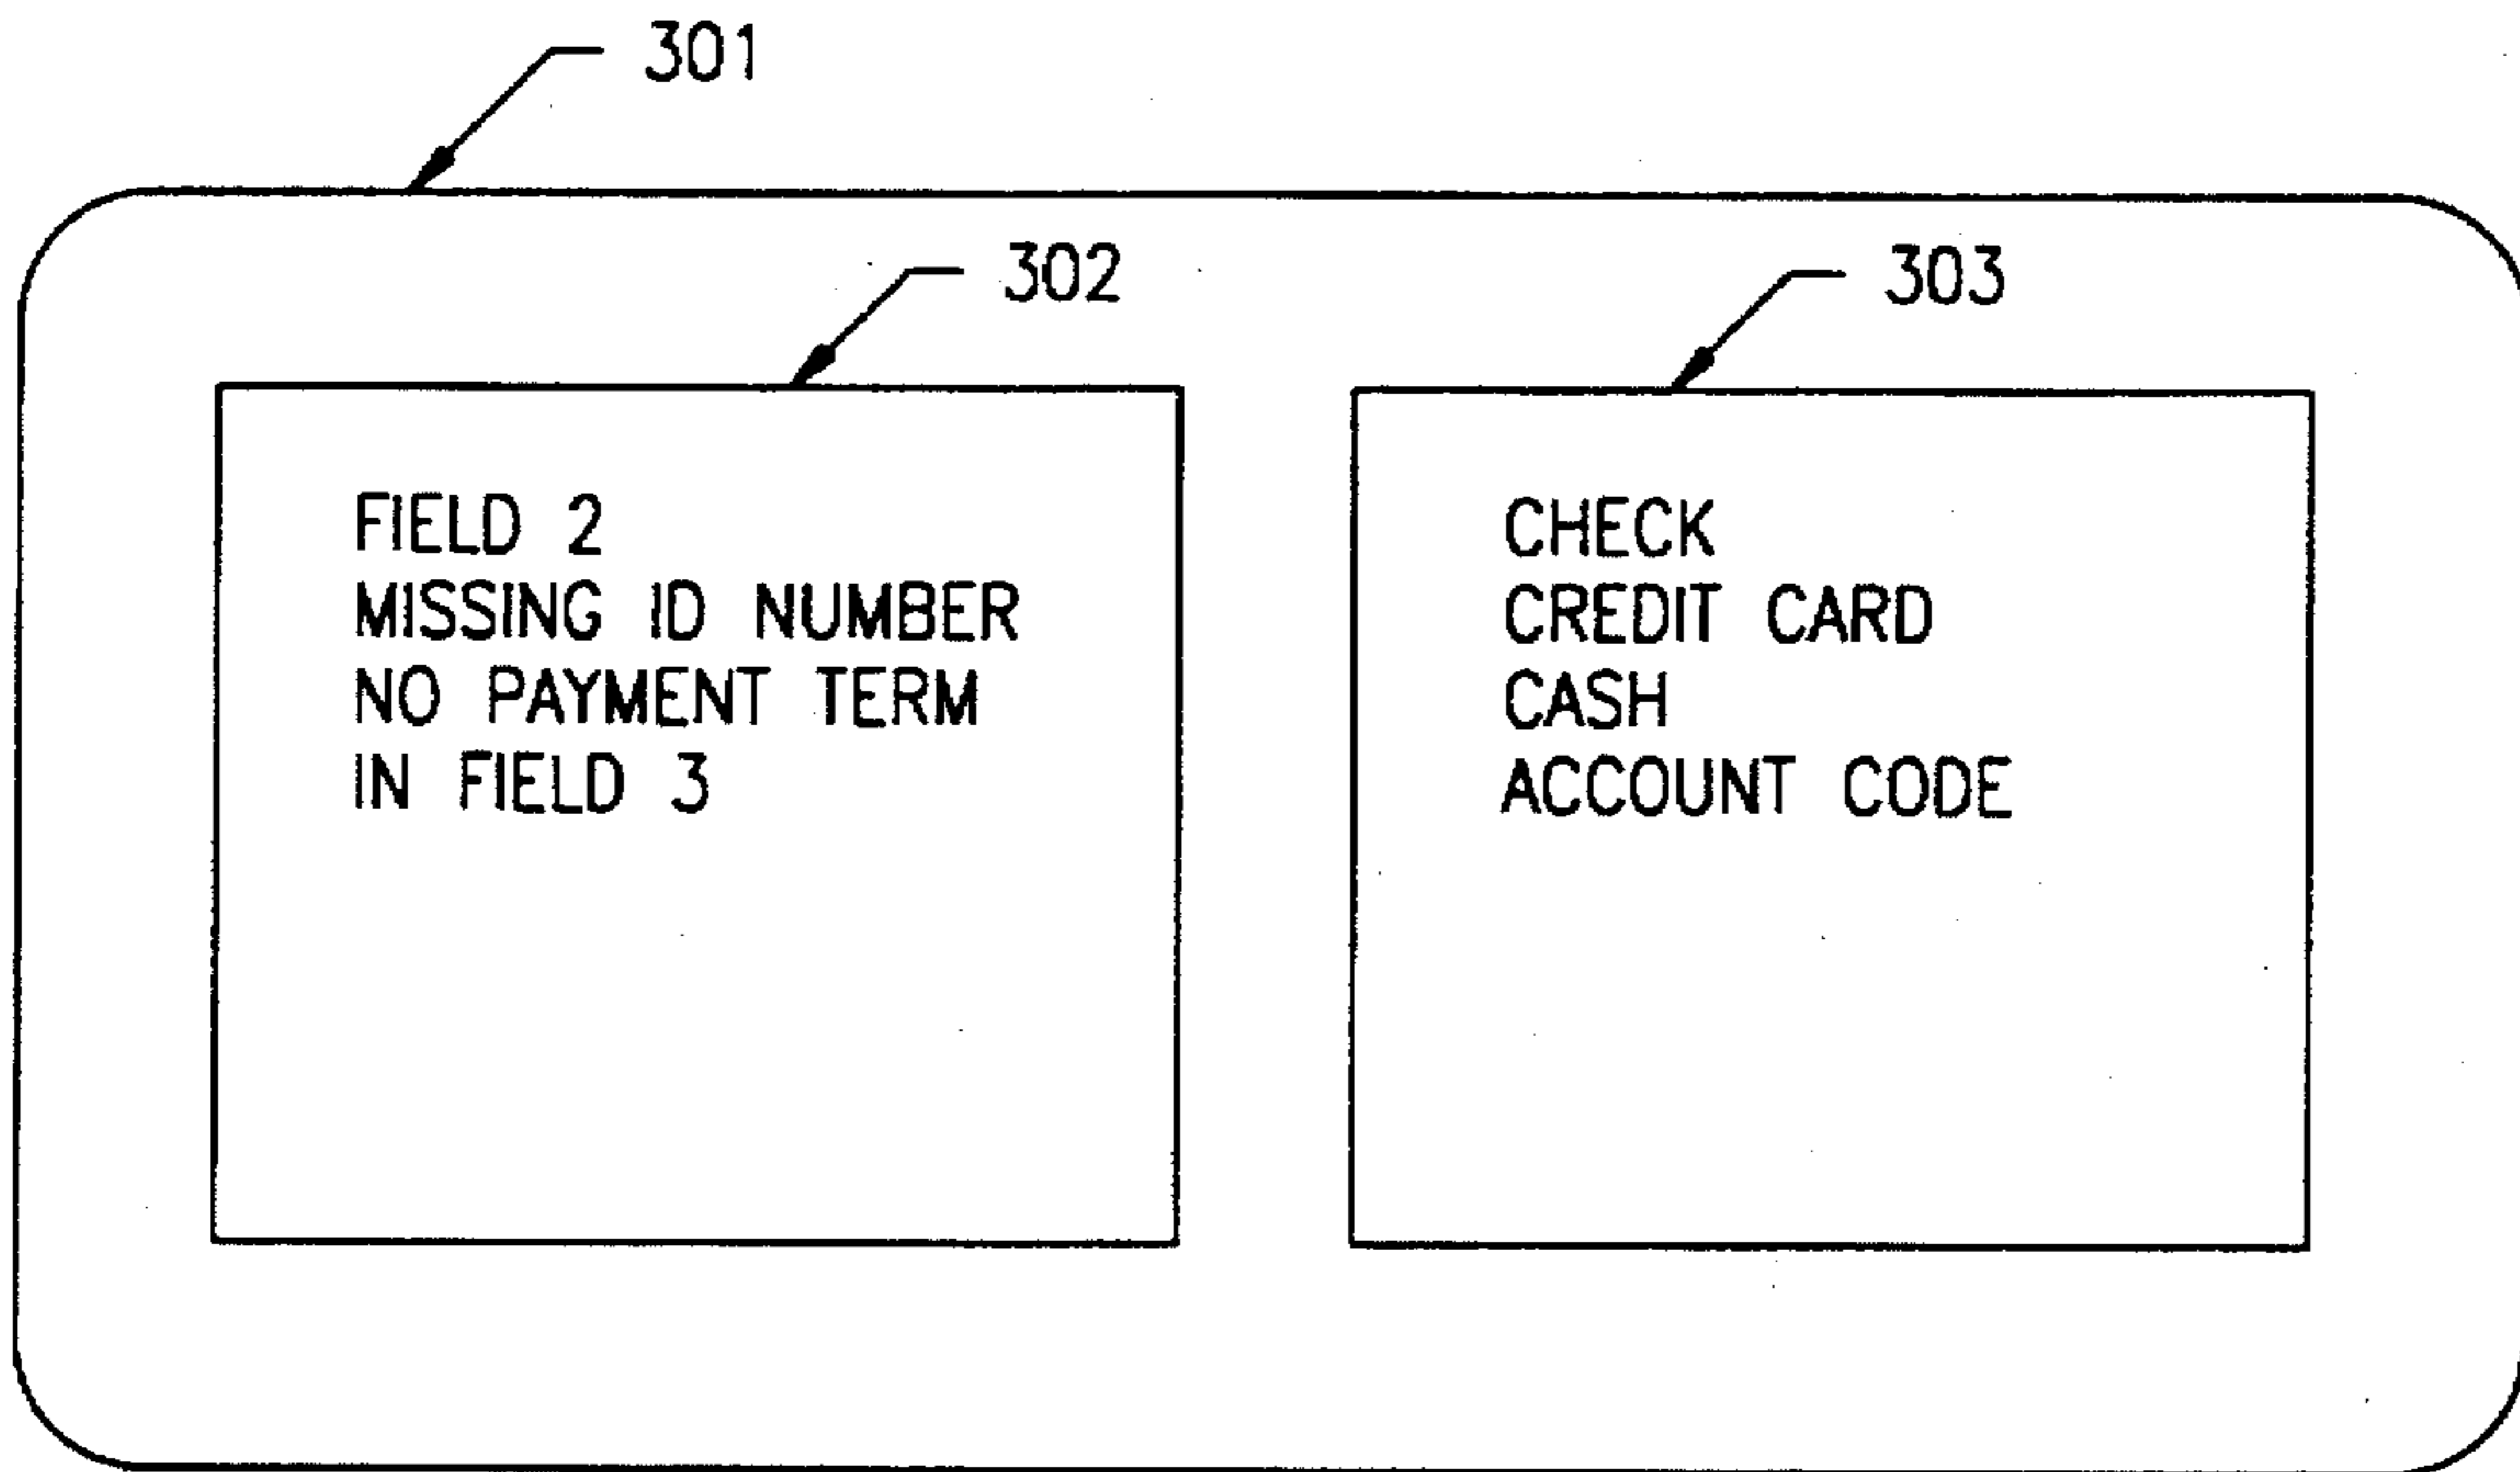 301
302
303
FIELD 2
MISSING ID NUMBER
NO PAYMENT TERM
IN FIELD 3
CHECK
CREDIT CARD
CASH
ACCOUNT CODE